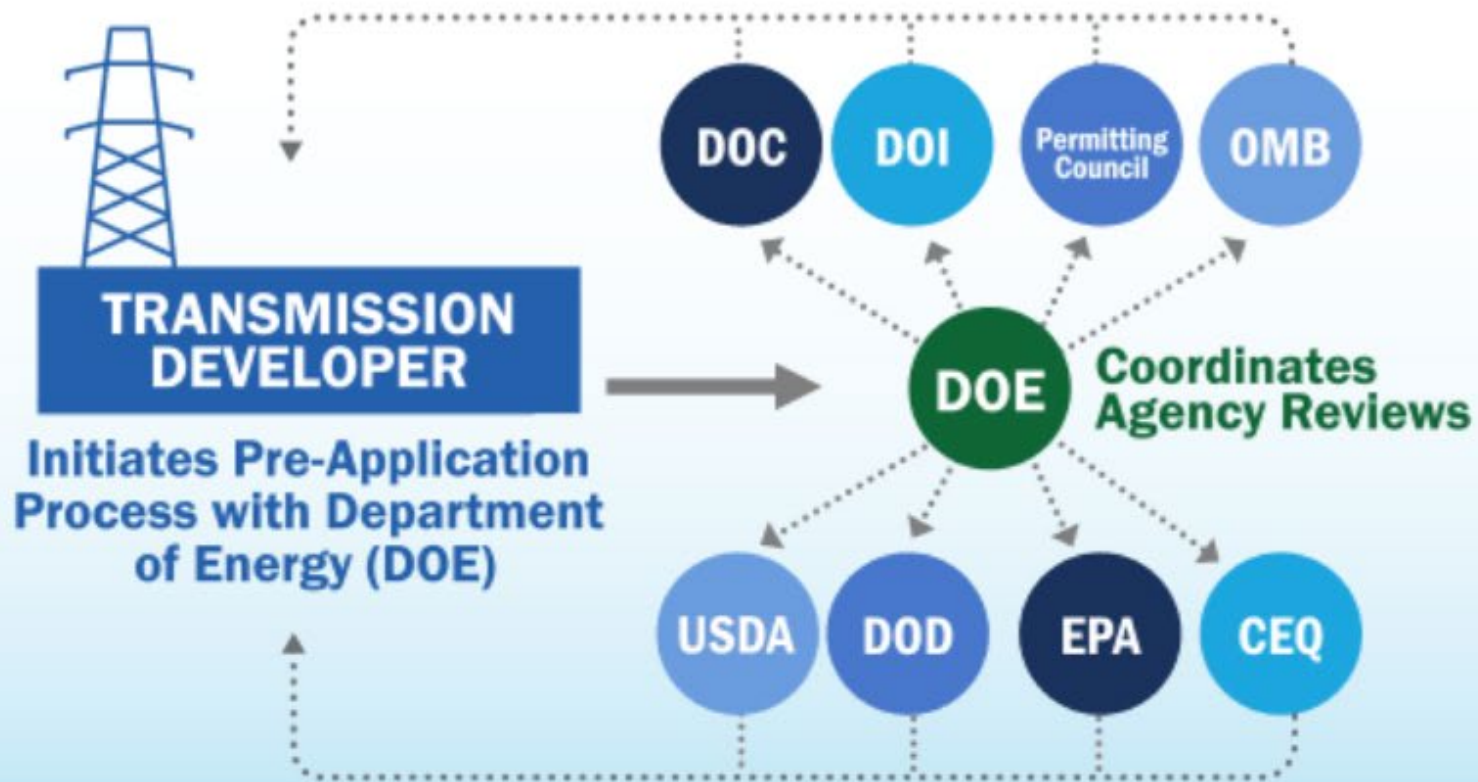 DOC
DOI
Permitting
Council
OMB
TRANSMISSION
DEVELOPER
DOE
Coordinates
Agency Reviews
Initiates Pre-Application
Process with Department
of Energy (DOE)
USDA
DOD
EPA
CEQ